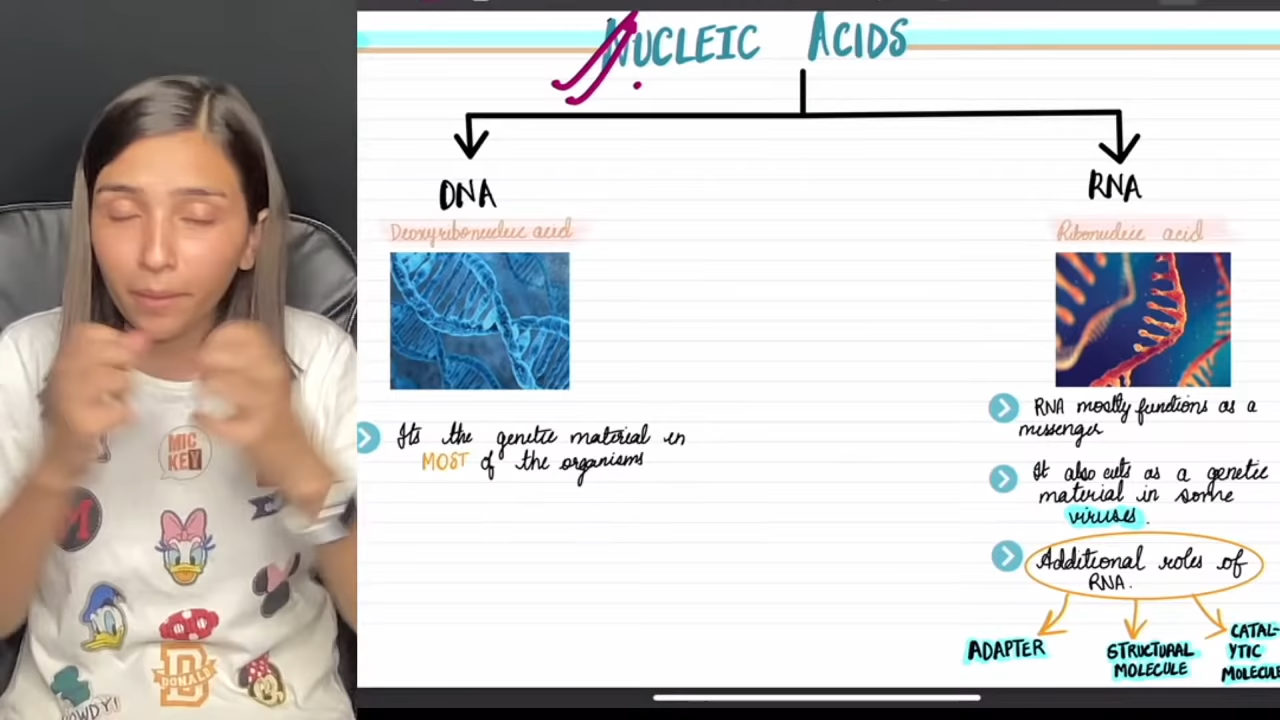 NUCLEIC ACIDS
DNA
RNA
Deoxyribonucleic acid
Ribonucleic acid
It's the genetic material in
MOST of the organisms
RNA mostly functions as a
messenger
It also acts as a genetic
material in some
viruses.
Additional roles of
RNA.
ADAPTER
STRUCTURAL
MOLECULE
CATAL-
YTIC
MOLECULE
MIC
KEY
M
D
DONALD
HOWDY!